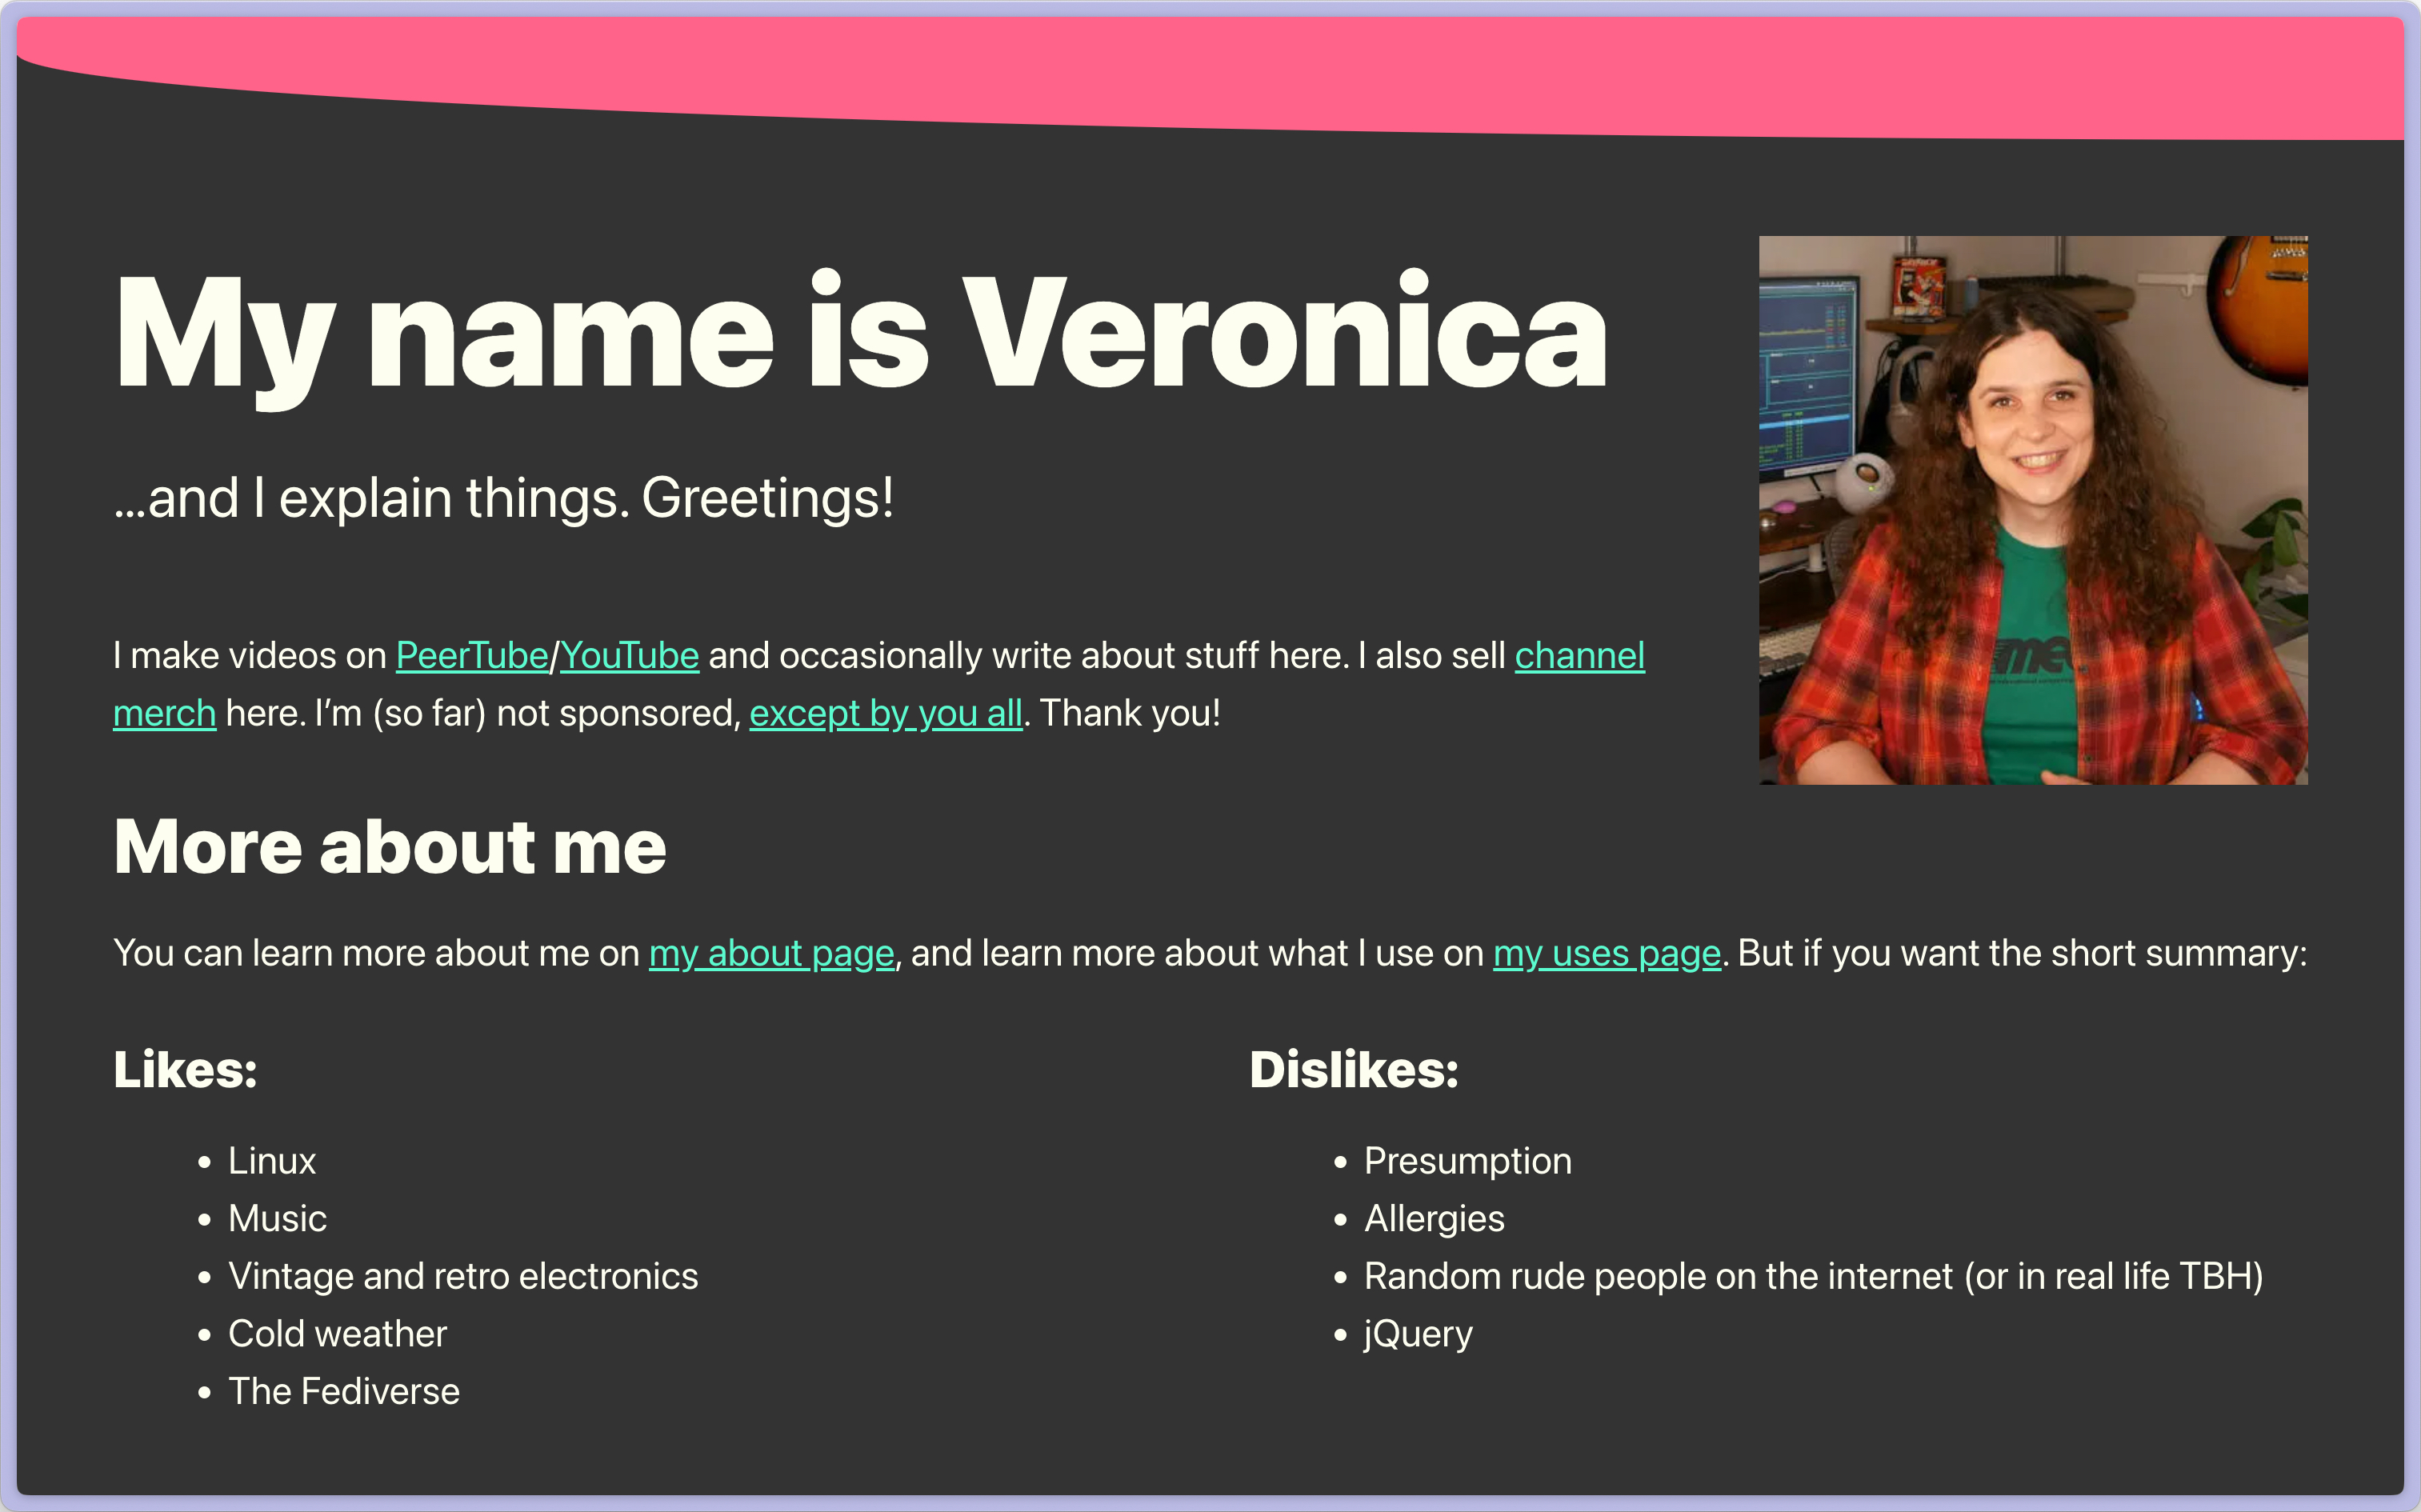 My name is Veronica
...and I explain things. Greetings!
I make videos on PeerTube/YouTube and occasionally write about stuff here. I also sell channel
merch here. I’m (so far) not sponsored, except by you all. Thank you!
More about me
You can learn more about me on my about page, and learn more about what I use on my uses page. But if you want the short summary:
Likes:
• Linux
• Music
• Vintage and retro electronics
• Cold weather
• The Fediverse
Dislikes:
• Presumption
• Allergies
• Random rude people on the internet (or in real life TBH)
• jQuery